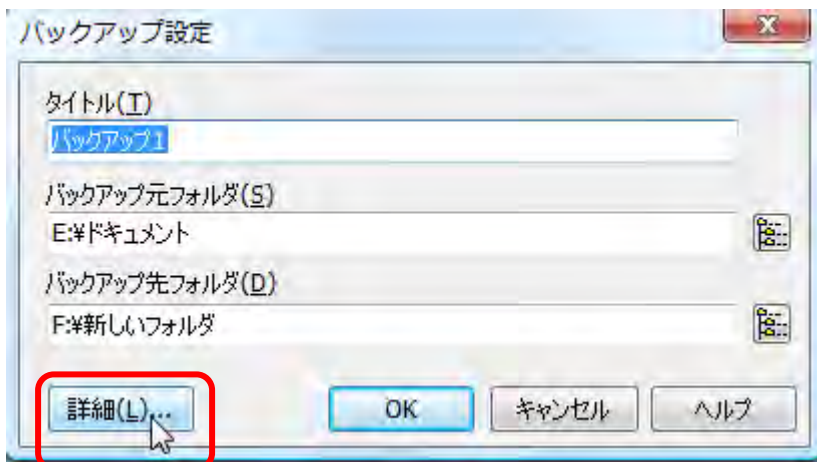 バックアップ設定
タイトル(T)
バックアップ1
バックアップ元フォルダ(S)
E:¥ドキュメント
バックアップ先フォルダ(D)
F:¥新しいフォルダ
詳細(L)... OK キャンセル ヘルプ